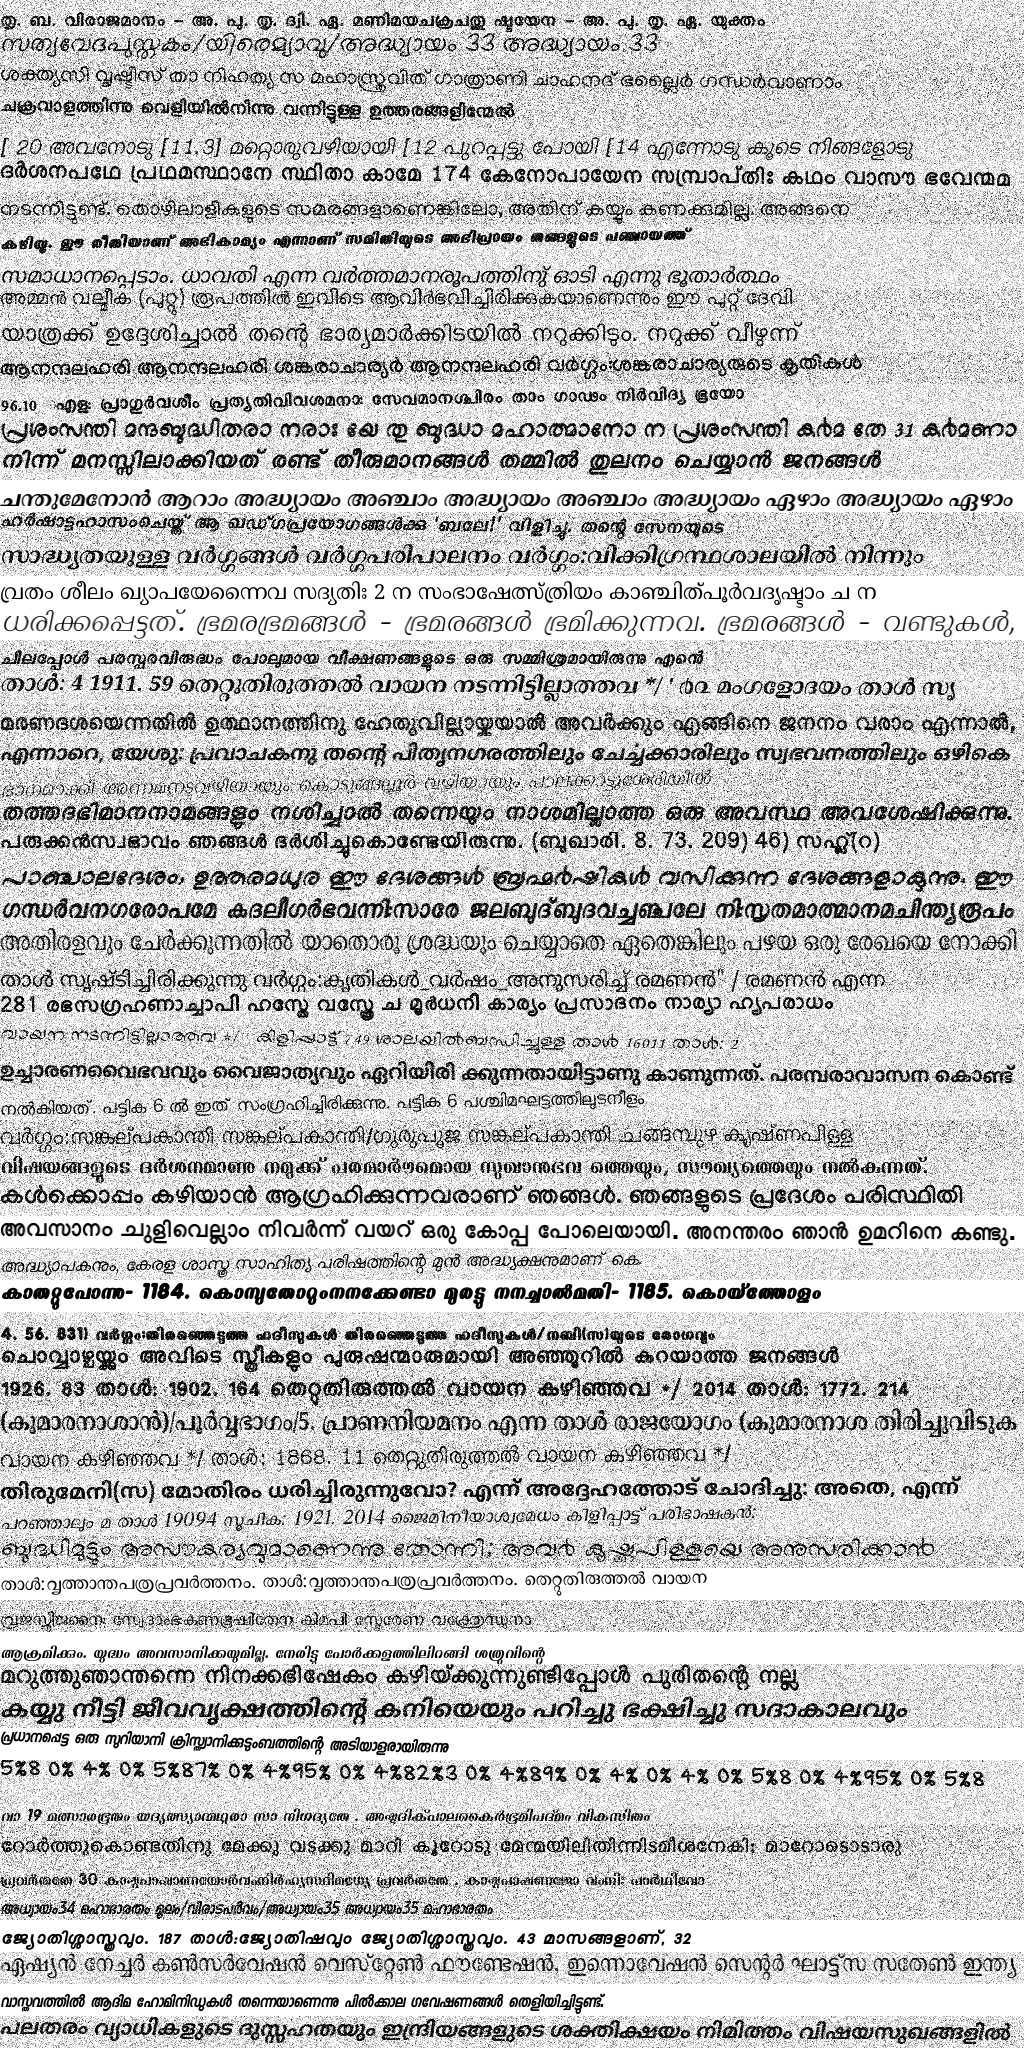 തൃ. ബ. വിരാജമാനം – അ. പു. തൃ. ദ്വി. ഏ. മണിമയചക്രചതു ഷ്ടയേന – അ. പു. തൃ. ഏ. യുക്തം
സത്യവേദപുസ്തകം/യിരെമ്യാവു/അദ്ധ്യായം 33 അദ്ധ്യായം 33
ശക്ത്യസി വൃഷ്ടീസ് താ നിഹത്യ സ മഹാസ്ത്രവിത് ഗാത്രാണി ചാഹനദ് ഭല്ലൈർ ഗന്ധർവാണാം
ചക്രവാളത്തിന്നു വെളിയിൽനിന്നു വന്നിട്ടുള്ള ഉത്തരങ്ങളിന്മേൽ
[ 20 അവനോടു [11.3] മറ്റൊരുവഴിയായി [12 പുറപ്പട്ടു പോയി [14 എന്നോടു കൂടെ നിങ്ങളോടു
ദർശനപഥേ പ്രഥമസ്ഥാനേ സ്ഥിതാ കാമേ 174 കേനോപായേന സമ്പ്രാപ്തിഃ കഥം വാസൗ ഭവേന്മമ
നടന്നിട്ടുണ്ട്. തൊഴിലാളികളുടെ സമരങ്ങളാണെങ്കിലോ, അതിന് കയ്യും കണക്കുമില്ല. അങ്ങനെ
കഴിയൂ. ഈ രീതിയാണ് അഭികാമ്യം എന്നാണ് സമിതിയുടെ അഭിപ്രായം തങ്ങളുടെ പഞ്ചായത്ത്
സമാധാനപ്പെടാം. ധാവതി എന്ന വർത്തമാനരൂപത്തിനു് ഓടി എന്നു ഭൂതാർത്ഥം
അമ്മൻ വല്മീക (പുറ്റു) രൂപത്തിൽ ഇവിടെ ആവിർഭവിച്ചിരിക്കുകയാണെന്നും ഈ പുറ്റ് ദേവി
യാത്രക്ക് ഉദ്ദേശിച്ചാൽ തന്റെ ഭാര്യമാർക്കിടയിൽ നറുക്കിടും. നറുക്ക് വീഴുന്ന്
ആനന്ദലഹരി ആനന്ദലഹരി ശങ്കരാചാര്യർ ആനന്ദലഹരി വർഗ്ഗം:ശങ്കരാചാര്യരുടെ കൃതികൾ
96.10 എളഃ പ്രാഗുർവശീം പ്രത്യതിവിവശമനാഃ സേവമാനശ്ചിരം താം ഗാഢം നിർവിദ്യ ഭൂയോ
പ്രശംസന്തി മന്ദബുദ്ധിതരാ നരാഃ യേ തു ബുദ്ധാ മഹാത്മാനോ ന പ്രശംസന്തി കർമ തേ 31 കർമണാ
നിന്ന് മനസ്സിലാക്കിയത് രണ്ട് തീരുമാനങ്ങൾ തമ്മിൽ തുലനം ചെയ്യാൻ ജനങ്ങൾ
ചന്തുമേനോൻ ആറാം അദ്ധ്യായം അഞ്ചാം അദ്ധ്യായം അഞ്ചാം അദ്ധ്യായം ഏഴാം അദ്ധ്യായം ഏഴാം
ഹർഷാട്ടഹാസംചെയ്ത് ആ ഖഡ്ഗപ്രയോഗങ്ങൾക്കു 'ബലേ!' വിളിച്ചു. തന്റെ സേനയുടെ
സാദ്ധ്യതയുള്ള വർഗ്ഗങ്ങൾ വർഗ്ഗപരിപാലനം വർഗ്ഗം:വിക്കിഗ്രന്ഥശാലയിൽ നിന്നും
വ്രതം ശീലം ഖ്യാപയേന്നൈവ സദ്യതിഃ 2 ന സംഭാഷേത്സ്ത്രിയം കാഞ്ചിത്പൂർവദൃഷ്ടാം ച ന
ധരിക്കപ്പെട്ടത്. ഭ്രമരഭ്രമങ്ങൾ - ഭ്രമരങ്ങൾ ഭ്രമിക്കുന്നവ. ഭ്രമരങ്ങൾ - വണ്ടുകൾ,
ചിലപ്പോൾ പരസ്പരവിരുദ്ധം പോലുമായ വീക്ഷണങ്ങളുടെ ഒരു സമ്മിശ്രമായിരുന്നു എന്റെ
താൾ: 4 1911. 59 തെറ്റുതിരുത്തൽ വായന നടന്നിട്ടില്ലാത്തവ */ ' ൫൨ മംഗളോദയം താൾ സൃ
മരണദശയെന്നതിൽ ഉത്ഥാനത്തിനു ഹേതുവില്ലായ്കയാൽ അവർക്കും എങ്ങിനെ ജനനം വരാം എന്നാൽ,
എന്നാറെ, യേശു: പ്രവാചകനു തന്റെ പിതൃനഗരത്തിലും ചേർച്ചക്കാരിലും സ്വഭവനത്തിലും ഒഴികെ
തത്തദഭിമാനനാമങ്ങളും നശിച്ചാൽ തന്നെയും നാശമില്ലാത്ത ഒരു അവസ്ഥ അവശേഷിക്കുന്നു.
പരുക്കൻസ്വഭാവം ഞങ്ങൾ ദർശിച്ചുകൊണ്ടേയിരുന്നു. (ബുഖാരി. 8. 73. 209) 46) സഹ്ല്(റ)
പാഞ്ചാലദേശം, ഉത്തരമധുര ഈ ദേശങ്ങൾ ബ്രഹ്മർഷികൾ വസിക്കുന്ന ദേശങ്ങളാകുന്നു. ഈ
ഗന്ധർവനഗരോപമേ കദലീഗർഭവന്നിഃസാരേ ജലബുദ്ബുദവച്ചഞ്ചലേ നിഃസൃതമാത്മാനമചിന്ത്യരൂപം
അതിരളവും ചേർക്കുന്നതിൽ യാതൊരു ശ്രദ്ധയും ചെയ്യാതെ ഏതെങ്കിലും പഴയ ഒരു രേഖയെ നോക്കി
താൾ സൃഷ്ടിച്ചിരിക്കുന്നു വർഗ്ഗം:കൃതികൾ_വർഷം_അനുസരിച്ച് രമണൻ" / രമണൻ എന്ന
281 രഭസഗ്രഹണാച്ചാപി ഹസ്തേ വസ്ത്രേ ച മൂർധനി കാര്യം പ്രസാദനം നാര്യാ ഹ്യപരാധം
വായന നടന്നിട്ടില്ലാത്തവ */ ' കിളിപ്പാട്ട് 249 ശാലയിൽബന്ധിച്ചുള്ള താൾ 16011 താൾ: 2
ഉച്ചാരണവൈഭവവും വൈജാത്യവും ഏറിയിരി ക്കുന്നതായിട്ടാണു കാണുന്നത്. പരമ്പരാവാസന കൊണ്ട്
നൽകിയത്. പട്ടിക 6 ൽ ഇത് സംഗ്രഹിച്ചിരിക്കുന്നു. പട്ടിക 6 പശ്ചിമഘട്ടത്തിലുടനീളം
വർഗ്ഗം:സങ്കല്പകാന്തി സങ്കല്പകാന്തി/ഗുരുപൂജ സങ്കല്പകാന്തി ചങ്ങമ്പുഴ കൃഷ്ണപിള്ള
വിഷയങ്ങളുടെ ദർശനമാണു നമുക്ക് പരമാർഥമായ സുഖാനുഭവ ത്തെയും, സൗഖ്യത്തെയും നൽകുന്നത്.
കൾക്കൊപ്പം കഴിയാൻ ആഗ്രഹിക്കുന്നവരാണ് ഞങ്ങൾ. ഞങ്ങളുടെ പ്രദേശം പരിസ്ഥിതി
അവസാനം ചുളിവെല്ലാം നിവർന്ന് വയറ് ഒരു കോപ്പ പോലെയായി. അനന്തരം ഞാൻ ഉമറിനെ കണ്ടു.
അദ്ധ്യാപകനും, കേരള ശാസ്ത്ര സാഹിത്യ പരിഷത്തിന്റെ മുൻ അദ്ധ്യക്ഷനുമാണ് കെ.
കാതറ്റുപോന്നു- 1184. കൊമ്പുതോറ്റുംനനക്കേണ്ടാ മുരട്ടു നനച്ചാൽമതി- 1185. കൊയ്ത്തോളം
4. 56. 831) വർഗ്ഗം:തിരഞ്ഞെടുത്ത ഹദീസുകൾ തിരഞ്ഞെടുത്ത ഹദീസുകൾ/നബി(സ)യുടെ രോഗവും
ചൊവ്വാഴ്ചയ്ക്കും അവിടെ സ്ത്രീകളും പുരുഷന്മാരുമായി അഞ്ഞൂറിൽ കുറയാത്ത ജനങ്ങൾ
1926. 83 താൾ: 1902. 164 തെറ്റുതിരുത്തൽ വായന കഴിഞ്ഞവ */ 2014 താൾ: 1772. 214
(കുമാരനാശാൻ)/പൂർവ്വഭാഗം/5. പ്രാണനിയമനം എന്ന താൾ രാജയോഗം (കുമാരനാശ തിരിച്ചുവിടുക
വായന കഴിഞ്ഞവ */ താൾ: 1868. 11 തെറ്റുതിരുത്തൽ വായന കഴിഞ്ഞവ */
തിരുമേനി(സ) മോതിരം ധരിച്ചിരുന്നുവോ? എന്ന് അദ്ദേഹത്തോട് ചോദിച്ചു: അതെ, എന്ന്
പറഞ്ഞാലും മ താൾ 19094 സൂചിക: 1921. 2014 ജൈമിനീയാശ്വമേധം കിളിപ്പാട്ട് പരിഭാഷകൻ:
ബുദ്ധിമുട്ടും അസൗകര്യവുമാണെന്നു തോന്നി; അവർ കൃഷ്ണപിള്ളയെ അനുസരിക്കാൻ
താൾ:വൃത്താന്തപത്രപ്രവർത്തനം. താൾ:വൃത്താന്തപത്രപ്രവർത്തനം. തെറ്റുതിരുത്തൽ വായന
ആക്രമിക്കും. യുദ്ധം അവസാനിക്കയുമില്ല. നേരിട്ടു പോർക്കളത്തിലിറങ്ങി ശത്രുവിന്റെ
മറുത്തുഞാന്തന്നെ നിനക്കഭിഷേകം കഴിയ്ക്കുന്നുണ്ടിപ്പോൾ പുരിതന്റെ നല്ല
കയ്യു നീട്ടി ജീവവൃക്ഷത്തിന്റെ കനിയെയും പറിച്ചു ഭക്ഷിച്ചു സദാകാലവും
പ്രധാനപ്പെട്ട ഒരു സുറിയാനി ക്രിസ്ത്യാനിക്കുടുംബത്തിന്റെ അടിയാളരായിരുന്നു
5%8 0% 4% 0% 5%87% 0% 4%95% 0% 4%82%3 0% 4%89% 0% 4% 0% 4% 0% 5%8 0% 4%95% 0% 5%8
റോർത്തുകൊണ്ടതിനു മേക്കു വടക്കു മാറി കൂറോടു മേന്മയിലിതിന്നിടമീശനേകി; മാറോടൊടാരു
അധ്യായം34 മഹാഭാരതം മൂലം/വിരാടപർവം/അധ്യായം35 അധ്യായം35 മഹാഭാരതം
ജ്യോതിശ്ശാസ്ത്രവും. 187 താൾ:ജ്യോതിഷവും ജ്യോതിശ്ശാസ്ത്രവും. 43 മാസങ്ങളാണ്, 32
ഏഷ്യൻ നേച്ചർ കൺസർവേഷൻ വെസ്റ്റേൺ ഫൗണ്ടേഷൻ, ഇന്നൊവേഷൻ സെന്റർ ഘാട്ട്സ് സതേൺ ഇന്ത്യ
വാസ്തവത്തിൽ ആദിമ ഹോമിനിഡുകൾ തന്നെയാണെന്നു പിൽക്കാല ഗവേഷണങ്ങൾ തെളിയിച്ചിട്ടുണ്ട്.
പലതരം വ്യാധികളുടെ ദുസ്സഹതയും ഇന്ദ്രിയങ്ങളുടെ ശക്തിക്ഷയം നിമിത്തം വിഷയസുഖങ്ങളിൽ